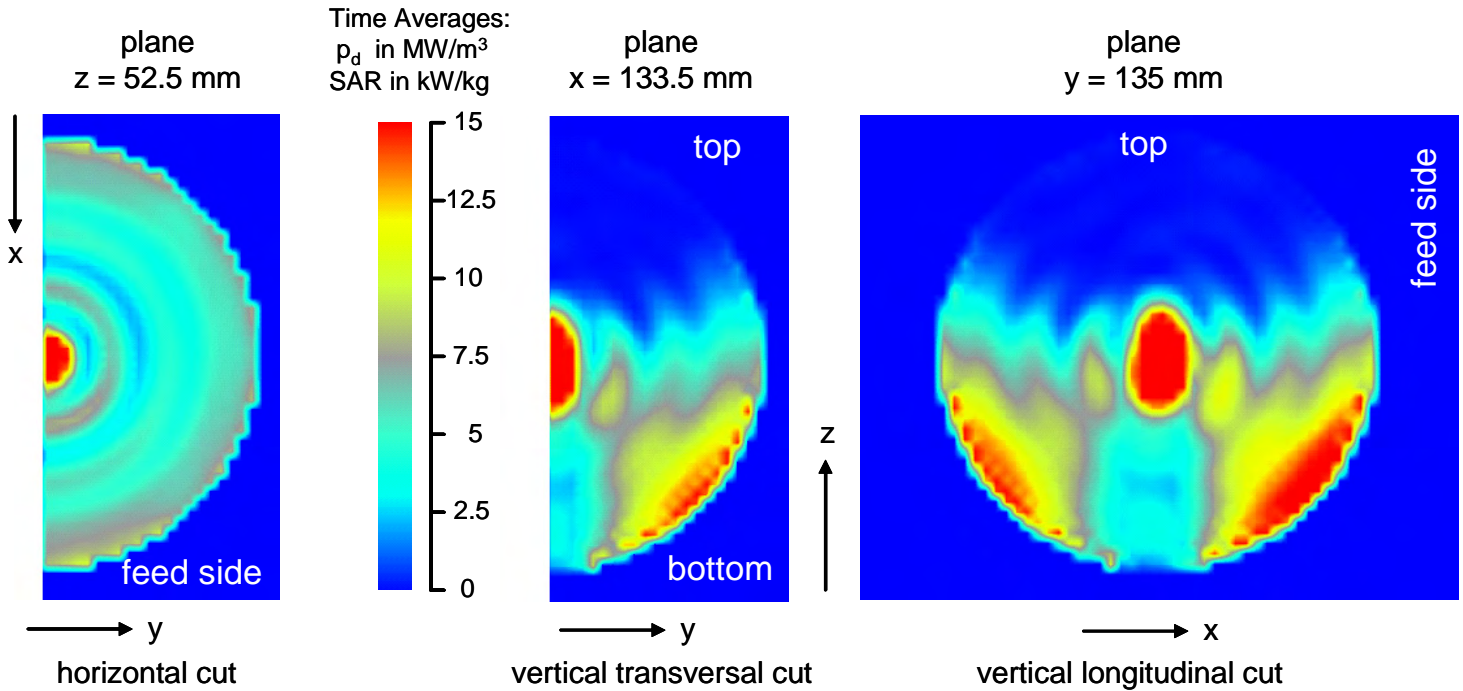 plane
z = 52.5 mm
Time Averages:
p_d in MW/m³
SAR in kW/kg
plane
x = 133.5 mm
plane
y = 135 mm
x
feed side
y
horizontal cut
15
12.5
10
7.5
5
2.5
0
top
bottom
y
vertical transversal cut
z
top
feed side
x
vertical longitudinal cut